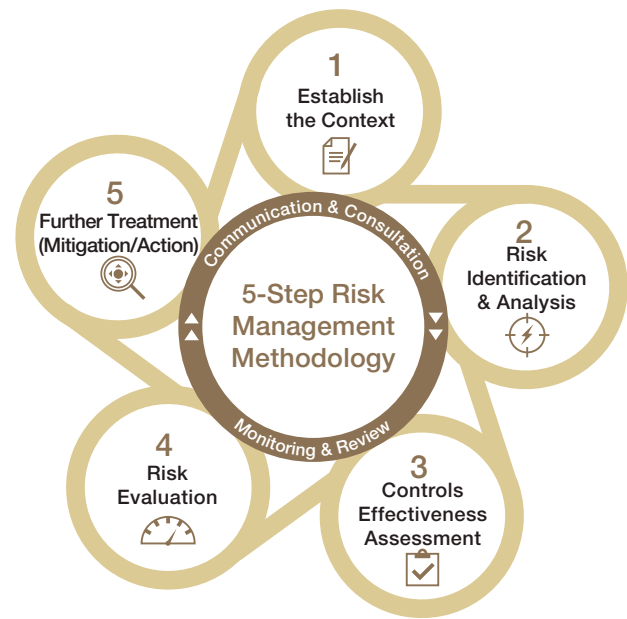 1
Establish
the Context
2
Risk
Identification
& Analysis
3
Controls
Effectiveness
Assessment
4
Risk
Evaluation
5
Further Treatment
(Mitigation/Action)
Communication & Consultation
5-Step Risk
Management
Methodology
Monitoring & Review